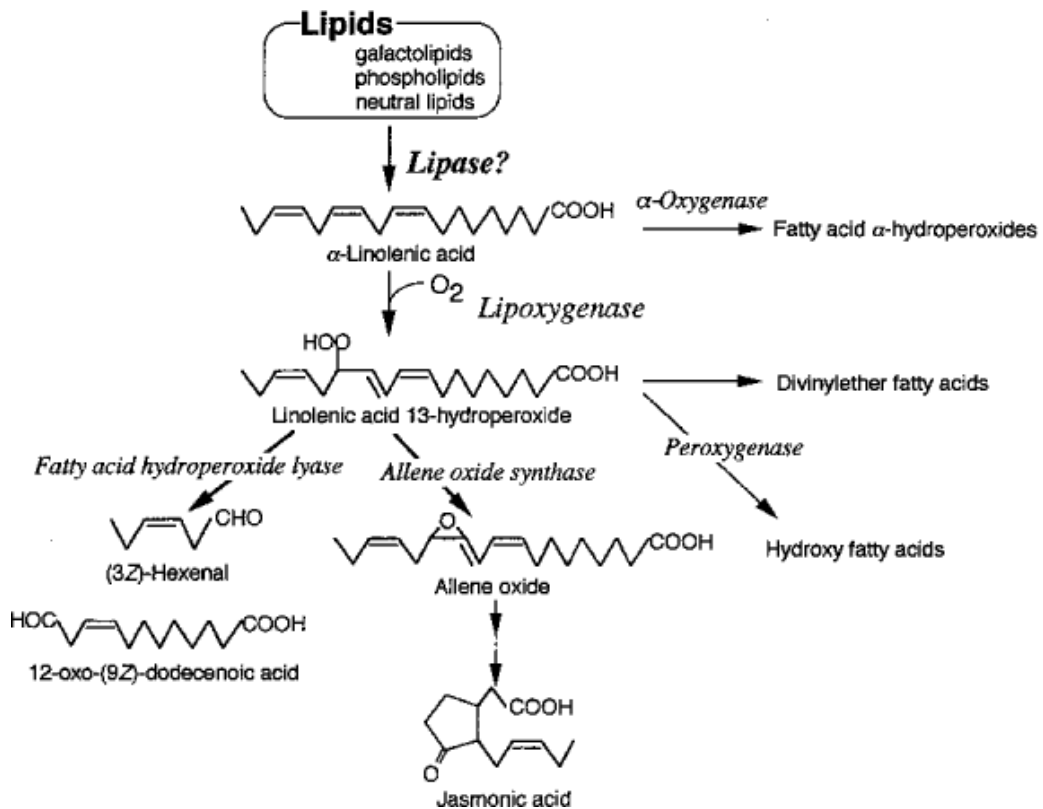 Lipids
galactolipids
phospholipids
neutral lipids
Lipase?
COOH
α-Oxygenase
Fatty acid α-hydroperoxides
α-Linolenic acid
O2
Lipoxygenase
HOO
COOH
Divinylether fatty acids
Linolenic acid 13-hydroperoxide
Peroxygenase
Fatty acid hydroperoxide lyase
Allene oxide synthase
CHO
O
COOH
Hydroxy fatty acids
(3Z)-Hexenal
Allene oxide
HOC
COOH
12-oxo-(9Z)-dodecenoic acid
COOH
O
Jasmonic acid